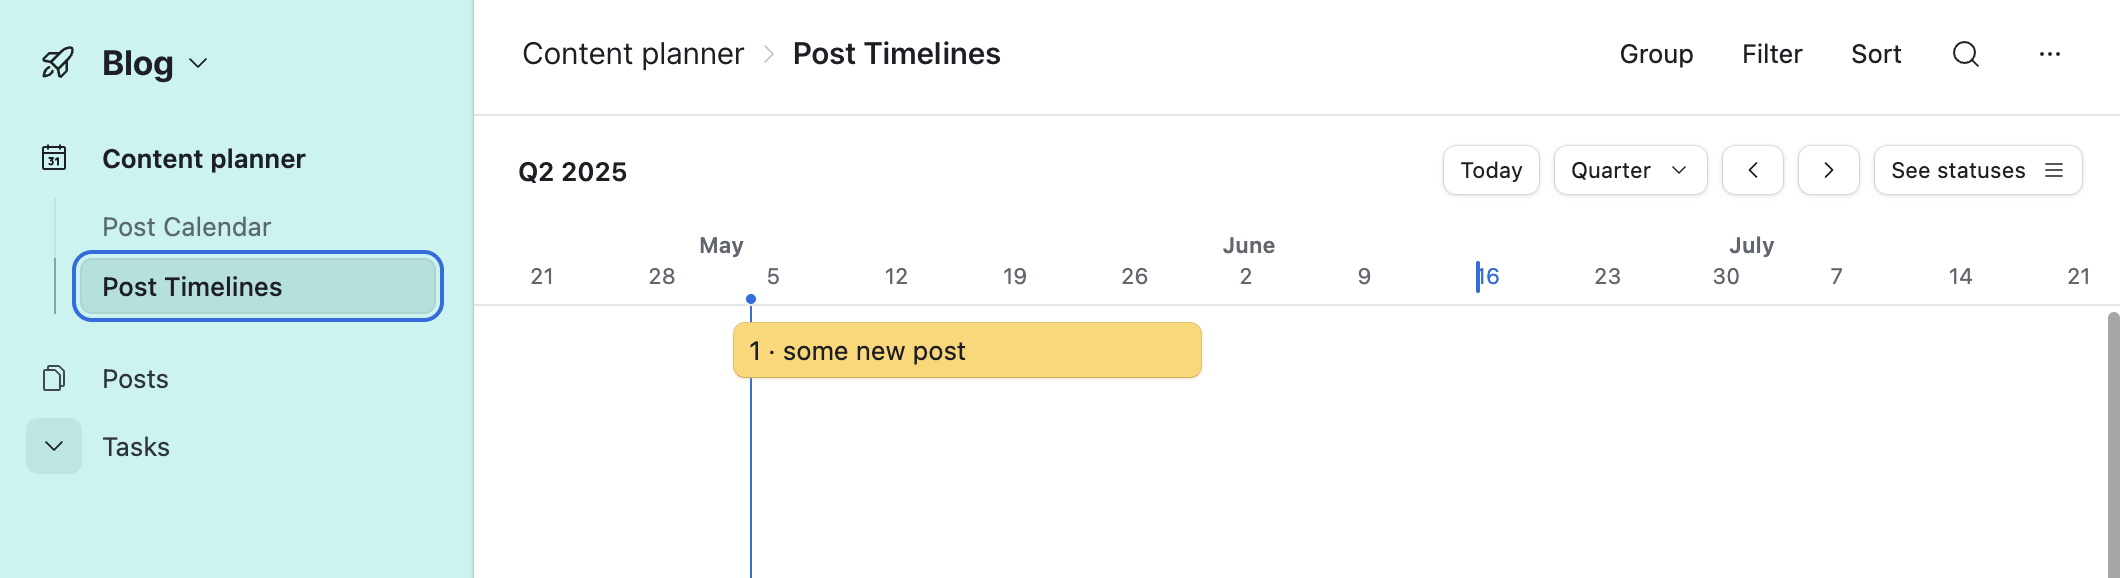 Blog
31
Content planner
Post Calendar
Post Timelines
Posts
Tasks
Content planner > Post Timelines
Group Filter Sort ···
Q2 2025
Today Quarter < > See statuses
May June July
21 28 5 12 19 26 2 9 16 23 30 7 14 21
1 · some new post